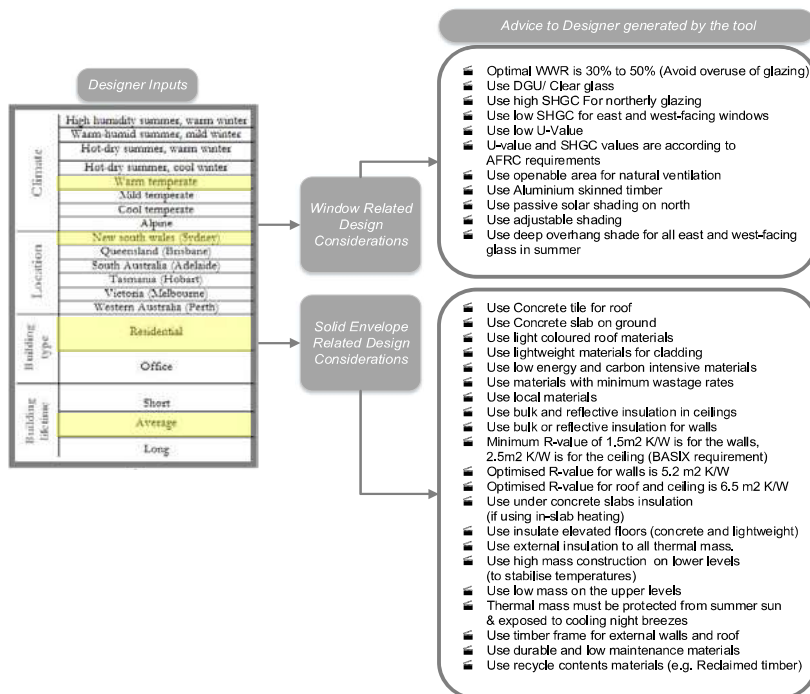 Advice to Designer generated by the tool
Designer Inputs
Climate
High humidity summer, warm winter
Warm-humid summer, mild winter
Hot-dry summer, warm winter
Hot-dry summer, cool winter
Warm temperate
Mild temperate
Cool temperate
Alpine
Location
New south wales (Sydney)
Queensland (Brisbane)
South Australia (Adelaide)
Tasmania (Hobart)
Victoria (Melbourne)
Western Australia (Perth)
Building
type
Residential
Office
Building
lifetime
Short
Average
Long
Window Related
Design
Considerations
Solid Envelope
Related Design
Considerations
Optimal WWR is 30% to 50% (Avoid overuse of glazing)
Use DGU/ Clear glass
Use high SHGC For northerly glazing
Use low SHGC for east and west-facing windows
Use low U-Value
U-value and SHGC values are according to
AFRC requirements
Use openable area for natural ventilation
Use Aluminium skinned timber
Use passive solar shading on north
Use adjustable shading
Use deep overhang shade for all east and west-facing
glass in summer
Use Concrete tile for roof
Use Concrete slab on ground
Use light coloured roof materials
Use lightweight materials for cladding
Use low energy and carbon intensive materials
Use materials with minimum wastage rates
Use local materials
Use bulk and reflective insulation in ceilings
Use bulk or reflective insulation for walls
Minimum R-value of 1.5m2 K/W is for the walls,
2.5m2 K/W is for the ceiling (BASIX requirement)
Optimised R-value for walls is 5.2 m2 K/W
Optimised R-value for roof and ceiling is 6.5 m2 K/W
Use under concrete slabs insulation
(if using in-slab heating)
Use insulate elevated floors (concrete and lightweight)
Use external insulation to all thermal mass.
Use high mass construction on lower levels
(to stabilise temperatures)
Use low mass on the upper levels
Thermal mass must be protected from summer sun
& exposed to cooling night breezes
Use timber frame for external walls and roof
Use durable and low maintenance materials
Use recycle contents materials (e.g. Reclaimed timber)